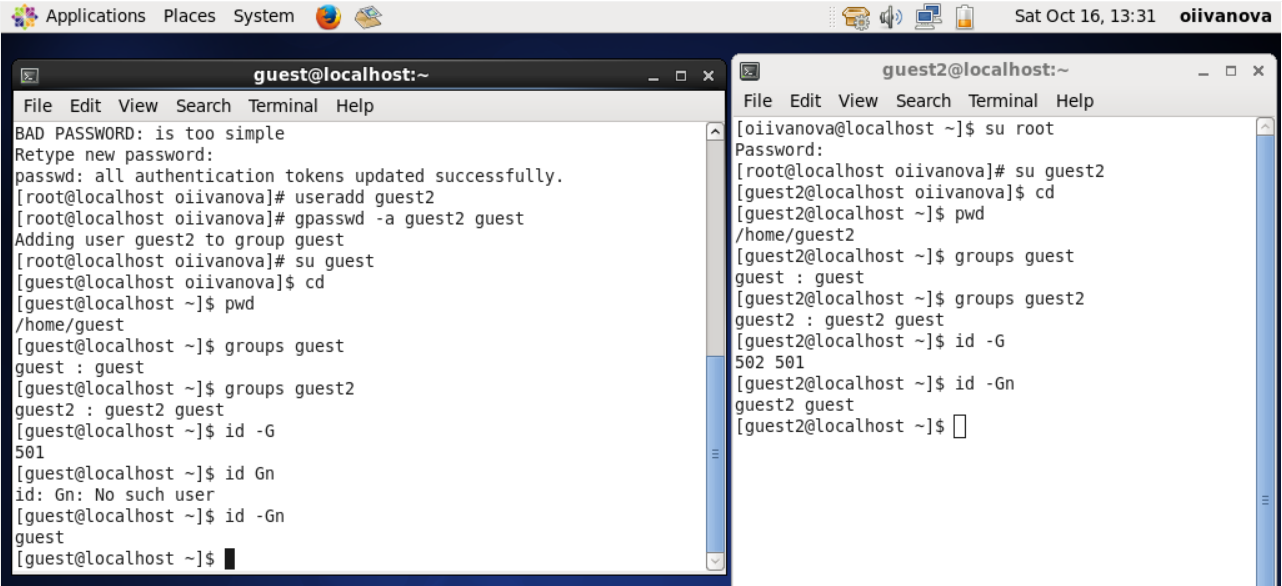 Applications Places System Sat Oct 16, 13:31 oiivanova
guest@localhost:~
File Edit View Search Terminal Help
BAD PASSWORD: is too simple
Retype new password:
passwd: all authentication tokens updated successfully.
[root@localhost oiivanova]# useradd guest2
[root@localhost oiivanova]# gpasswd -a guest2 guest
Adding user guest2 to group guest
[root@localhost oiivanova]# su guest
[guest@localhost oiivanova]$ cd
[guest@localhost ~]$ pwd
/home/guest
[guest@localhost ~]$ groups guest
guest : guest
[guest@localhost ~]$ groups guest2
guest2 : guest2 guest
[guest@localhost ~]$ id -G
501
[guest@localhost ~]$ id Gn
id: Gn: No such user
[guest@localhost ~]$ id -Gn
guest
[guest@localhost ~]$
guest2@localhost:~
File Edit View Search Terminal Help
[oiivanova@localhost ~]$ su root
Password:
[root@localhost oiivanova]# su guest2
[guest2@localhost oiivanova]$ cd
[guest2@localhost ~]$ pwd
/home/guest2
[guest2@localhost ~]$ groups guest
guest : guest
[guest2@localhost ~]$ groups guest2
guest2 : guest2 guest
[guest2@localhost ~]$ id -G
502 501
[guest2@localhost ~]$ id -Gn
guest2 guest
[guest2@localhost ~]$